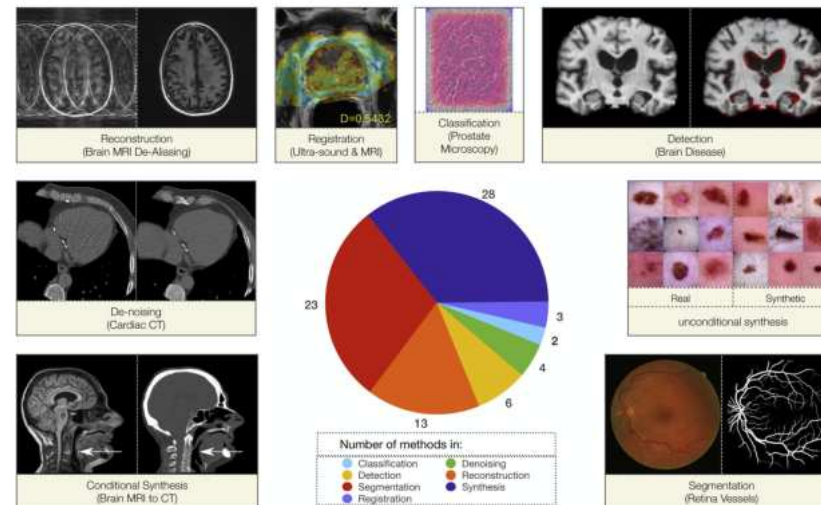 D=0.5432
Reconstruction
(Brain MRI De-Aliasing)
Registration
(Ultra-sound & MRI)
Classification
(Prostate
Microscopy)
Detection
(Brain Disease)
De-noising
(Cardiac CT)
28
23
3
2
4
6
13
Real
Synthetic
unconditional synthesis
Number of methods in:
Classification
Denoising
Detection
Reconstruction
Segmentation
Synthesis
Registration
Conditional Synthesis
(Brain MRI to CT)
Segmentation
(Retina Vessels)